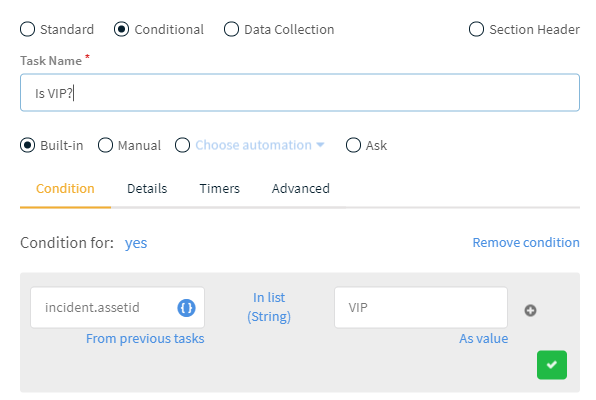 Standard Conditional Data Collection Section Header
Task Name *
Is VIP?
Built-in Manual Choose automation Ask
Condition Details Timers Advanced
Condition for: yes Remove condition
incident.assetid {} In list VIP
(String)
From previous tasks As value